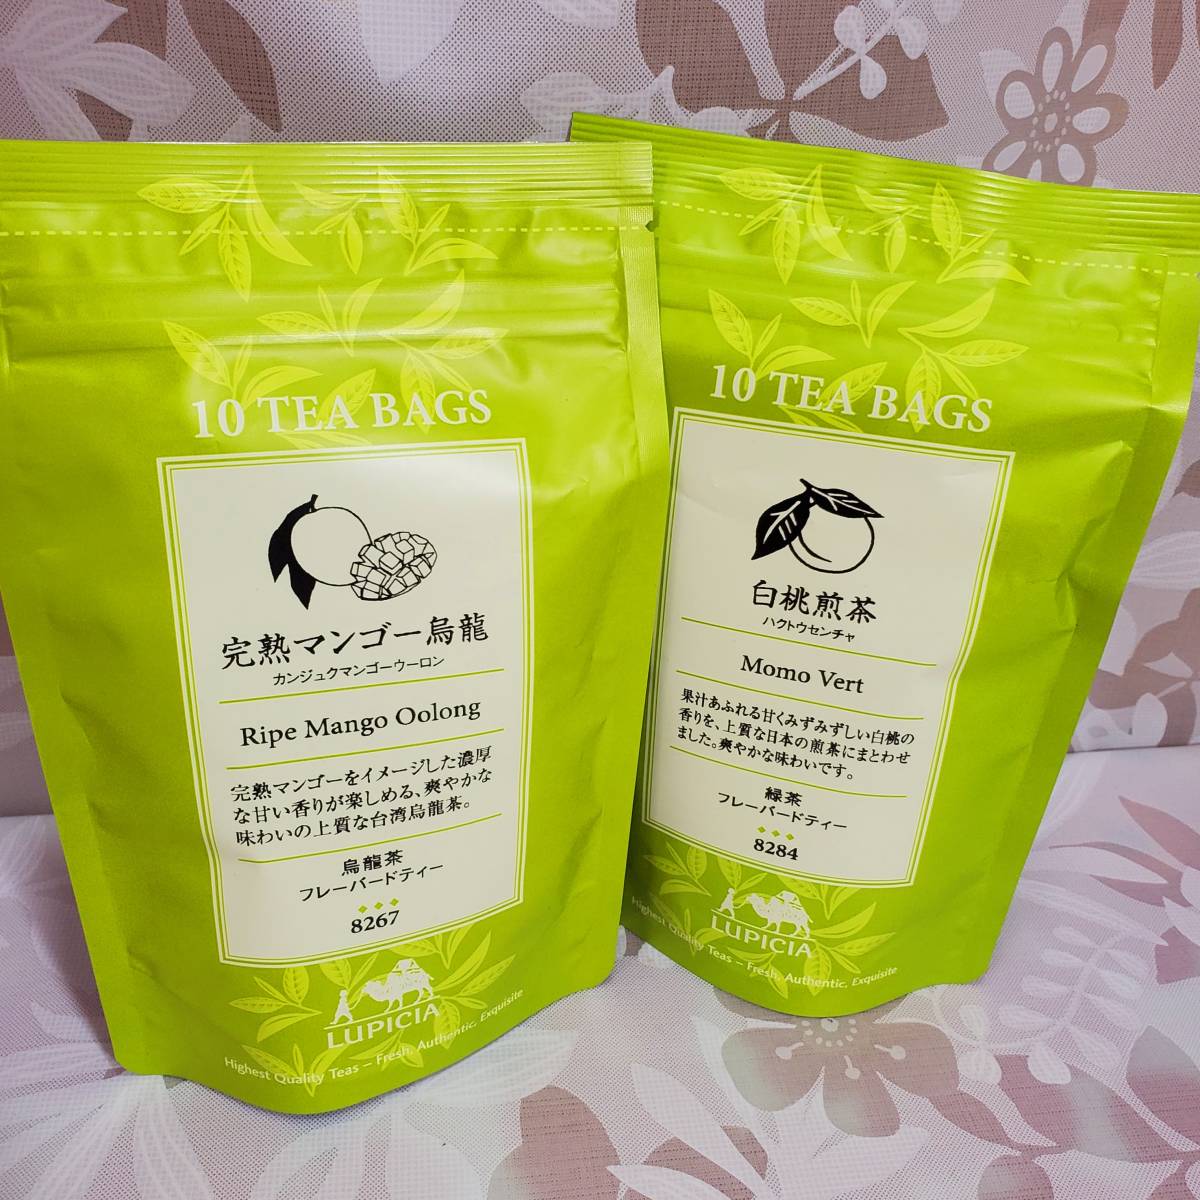 10 TEA BAGS
完熟マンゴー烏龍
カンジュクマンゴーウーロン
Ripe Mango Oolong
完熟マンゴーをイメージした濃厚
な甘い香りが楽しめる、爽やかな
味わいの上質な台湾烏龍茶。
烏龍茶
フレーバードティー
8267
LUPICIA
Highest Quality Teas – Fresh, Authentic, Exquisite
10 TEA BAGS
白桃煎茶
ハクトウセンチャ
Momo Vert
果汁あふれる甘くみずみずしい白桃の
香りを、上質な日本の煎茶にまとわせ
ました。爽やかな味わいです。
緑茶
フレーバードティー
8284
LUPICIA
Highest Quality Teas – Fresh, Authentic, Exquisite